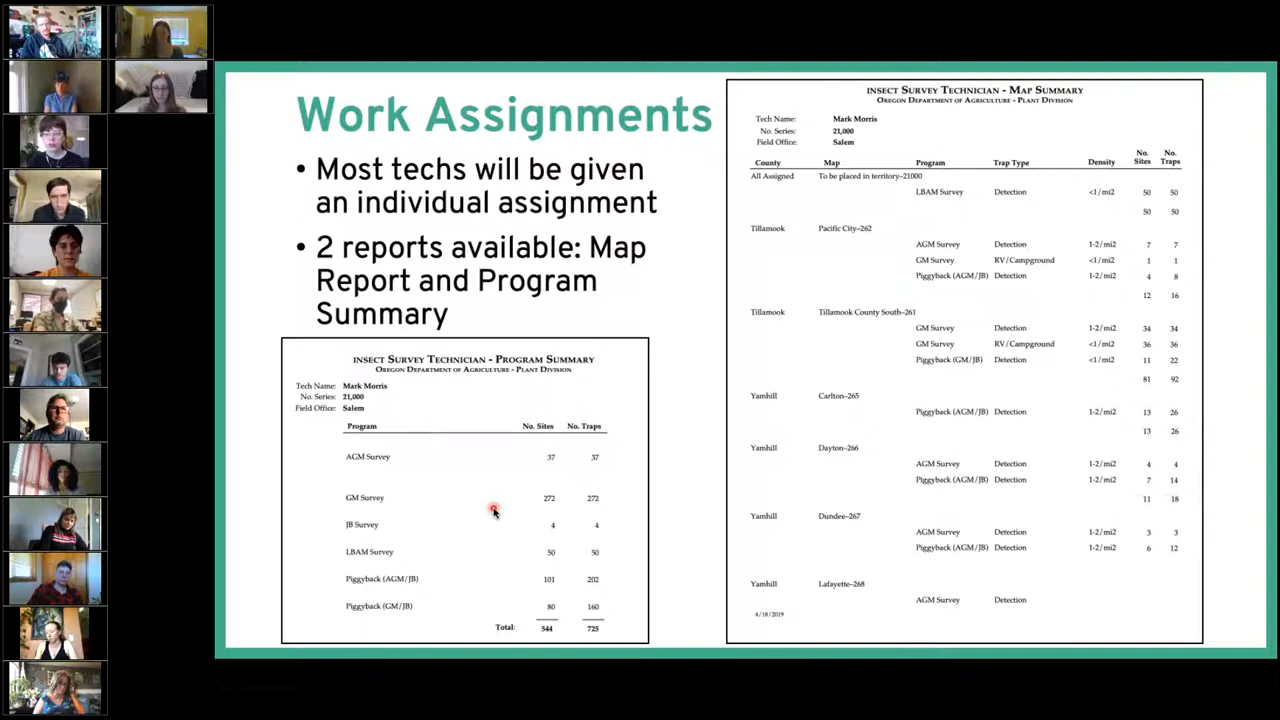 Work Assignments
• Most techs will be given
an individual assignment
• 2 reports available: Map
Report and Program
Summary
INSECT SURVEY TECHNICIAN - PROGRAM SUMMARY
OREGON DEPARTMENT OF AGRICULTURE - PLANT DIVISION
Tech Name: Mark Morris
No. Series: 21,000
Field Office: Salem
Program No. Sites No. Traps
AGM Survey 37 37
GM Survey 272 272
JB Survey 4 4
LBAM Survey 50 50
Piggyback (AGM/JB) 101 202
Piggyback (GM/JB) 80 160
Total: 544 725
INSECT SURVEY TECHNICIAN - MAP SUMMARY
OREGON DEPARTMENT OF AGRICULTURE - PLANT DIVISION
Tech Name: Mark Morris
No. Series: 21,000
Field Office: Salem
County Map Program Trap Type Density No. Sites No. Traps
All Assigned To be placed in territory–21000
LBAM Survey Detection <1/mi2 50 50
50 50
Tillamook Pacific City–262
AGM Survey Detection 1-2/mi2 7 7
GM Survey RV/Campground <1/mi2 1 1
Piggyback (AGM/JB) Detection 1-2/mi2 4 8
12 16
Tillamook Tillamook County South–261
GM Survey Detection 1-2/mi2 34 34
GM Survey RV/Campground <1/mi2 36 36
Piggyback (GM/JB) Detection <1/mi2 11 22
81 92
Yamhill Carlton–265
Piggyback (AGM/JB) Detection 1-2/mi2 13 26
13 26
Yamhill Dayton–266
AGM Survey Detection 1-2/mi2 4 4
Piggyback (AGM/JB) Detection 1-2/mi2 7 14
11 18
Yamhill Dundee–267
AGM Survey Detection 1-2/mi2 3 3
Piggyback (AGM/JB) Detection 1-2/mi2 6 12
Yamhill Lafayette–268
AGM Survey Detection
4/18/2019